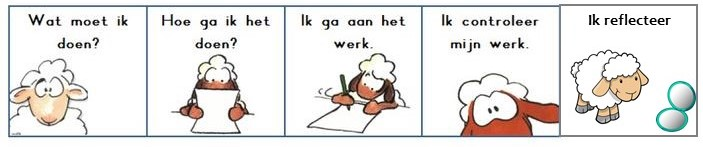 Wat moet ik
doen?
Hoe ga ik het
doen?
Ik ga aan het
werk.
Ik controleer
mijn werk.
Ik reflecteer